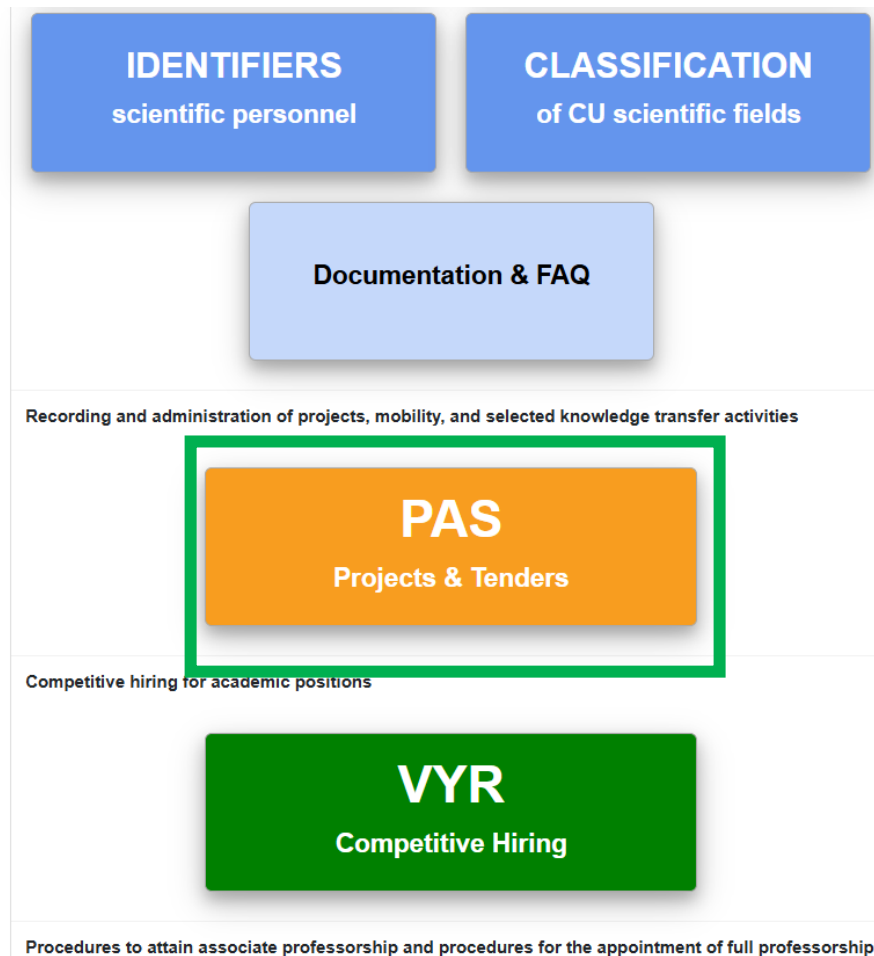 IDENTIFIERS
scientific personnel
CLASSIFICATION
of CU scientific fields
Documentation & FAQ
Recording and administration of projects, mobility, and selected knowledge transfer activities
PAS
Projects & Tenders
Competitive hiring for academic positions
VYR
Competitive Hiring
Procedures to attain associate professorship and procedures for the appointment of full professorship